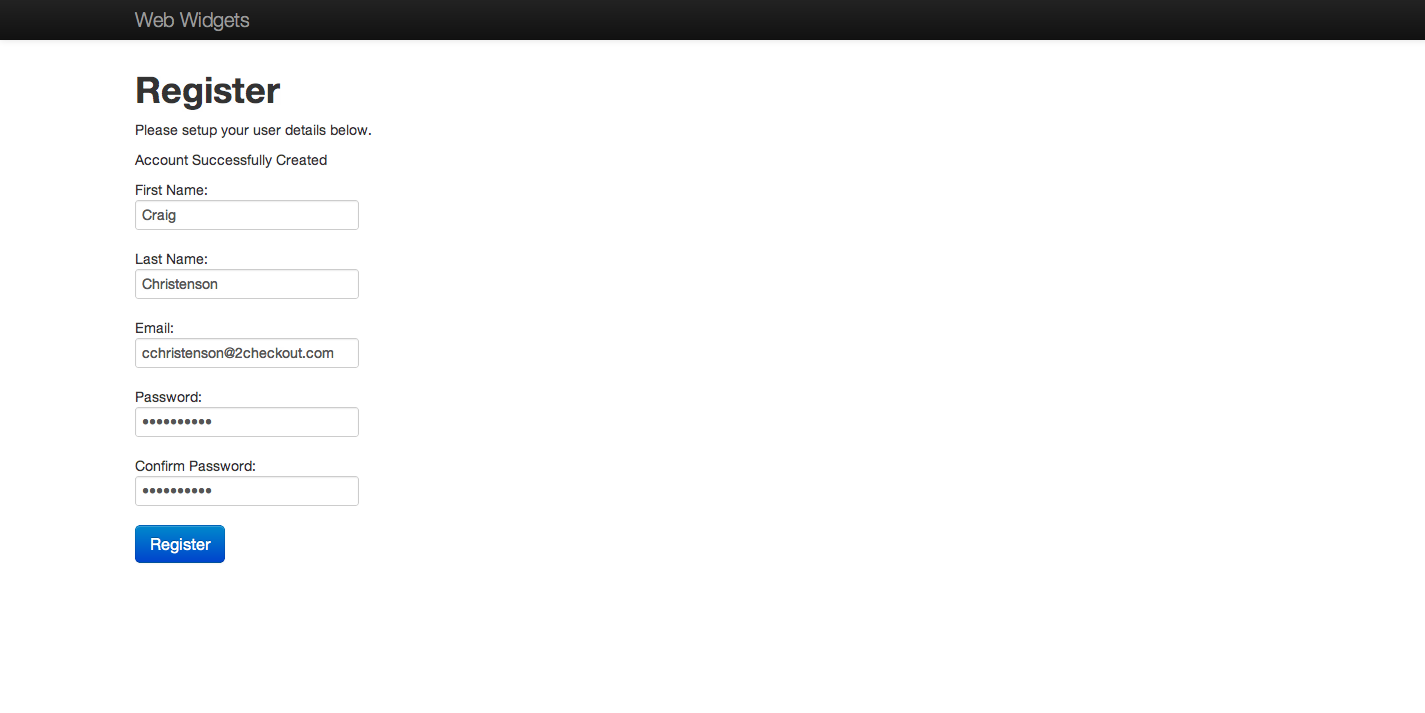 Web Widgets
Register
Please setup your user details below.
Account Successfully Created
First Name:
Craig
Last Name:
Christenson
Email:
cchristenson@2checkout.com
Password:
••••••••••
Confirm Password:
••••••••••
Register